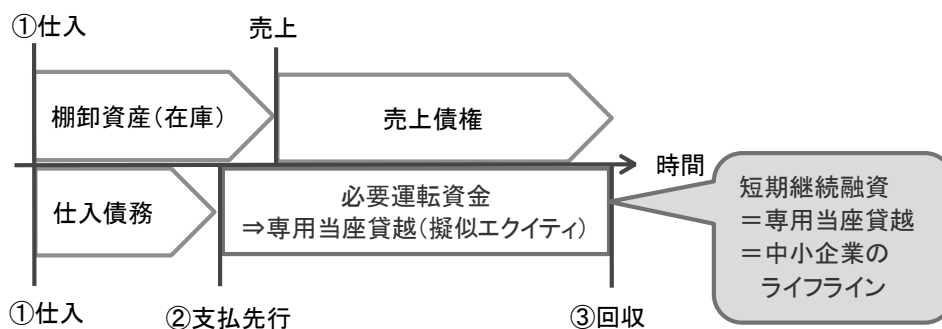 ①仕入
売上
棚卸資産(在庫)
売上債権
時間
仕入債務
必要運転資金
⇒専用当座貸越(擬似エクイティ)
短期継続融資
=専用当座貸越
=中小企業の
ライフライン
①仕入
②支払先行
③回収